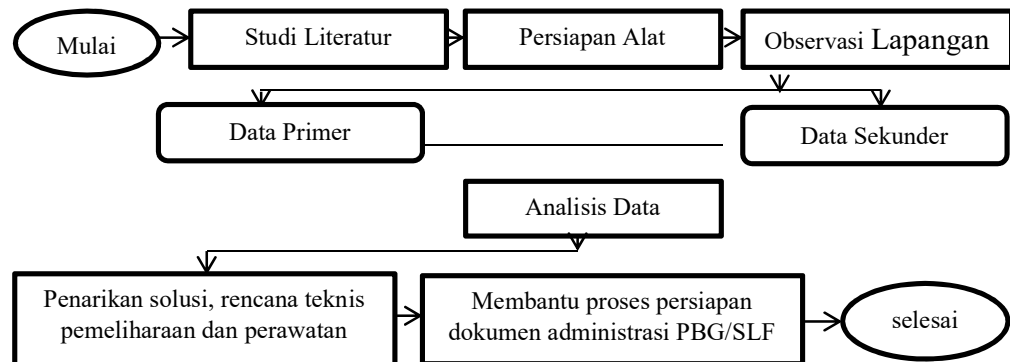 Mulai
Studi Literatur
Persiapan Alat
Observasi Lapangan
Data Primer
Data Sekunder
Analisis Data
Penarikan solusi, rencana teknis
pemeliharaan dan perawatan
Membantu proses persiapan
dokumen administrasi PBG/SLF
selesai